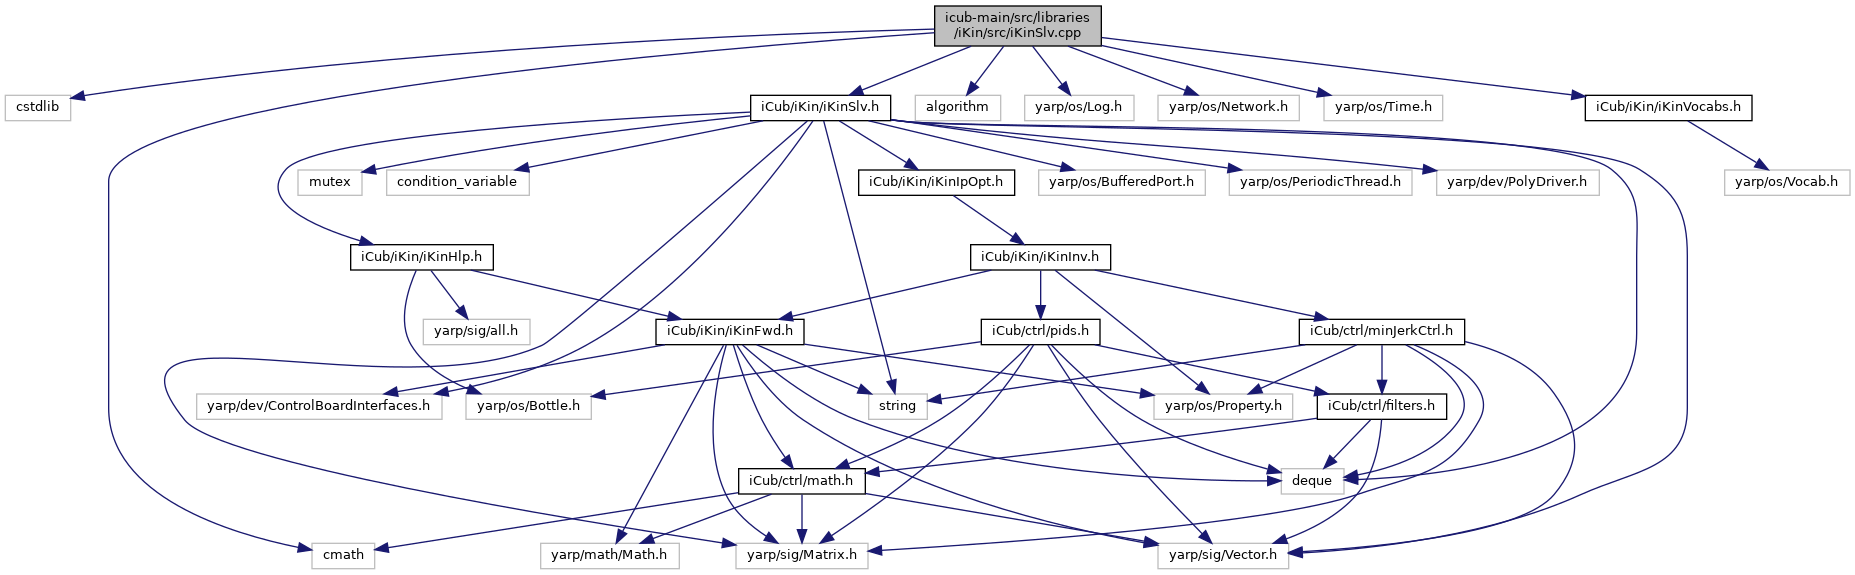 icub-main/src/libraries
/iKin/src/iKinSlv.cpp
cstdlib
iCub/iKin/iKinSlv.h
algorithm
yarp/os/Log.h
yarp/os/Network.h
yarp/os/Time.h
iCub/iKin/iKinVocabs.h
mutex
condition_variable
iCub/iKin/iKinIpOpt.h
yarp/os/BufferedPort.h
yarp/os/PeriodicThread.h
yarp/dev/PolyDriver.h
yarp/os/Vocab.h
iCub/iKin/iKinHlp.h
iCub/iKin/iKinInv.h
yarp/sig/all.h
iCub/iKin/iKinFwd.h
iCub/ctrl/pids.h
iCub/ctrl/minJerkCtrl.h
yarp/dev/ControlBoardInterfaces.h
yarp/os/Bottle.h
string
yarp/os/Property.h
iCub/ctrl/filters.h
iCub/ctrl/math.h
deque
cmath
yarp/math/Math.h
yarp/sig/Matrix.h
yarp/sig/Vector.h